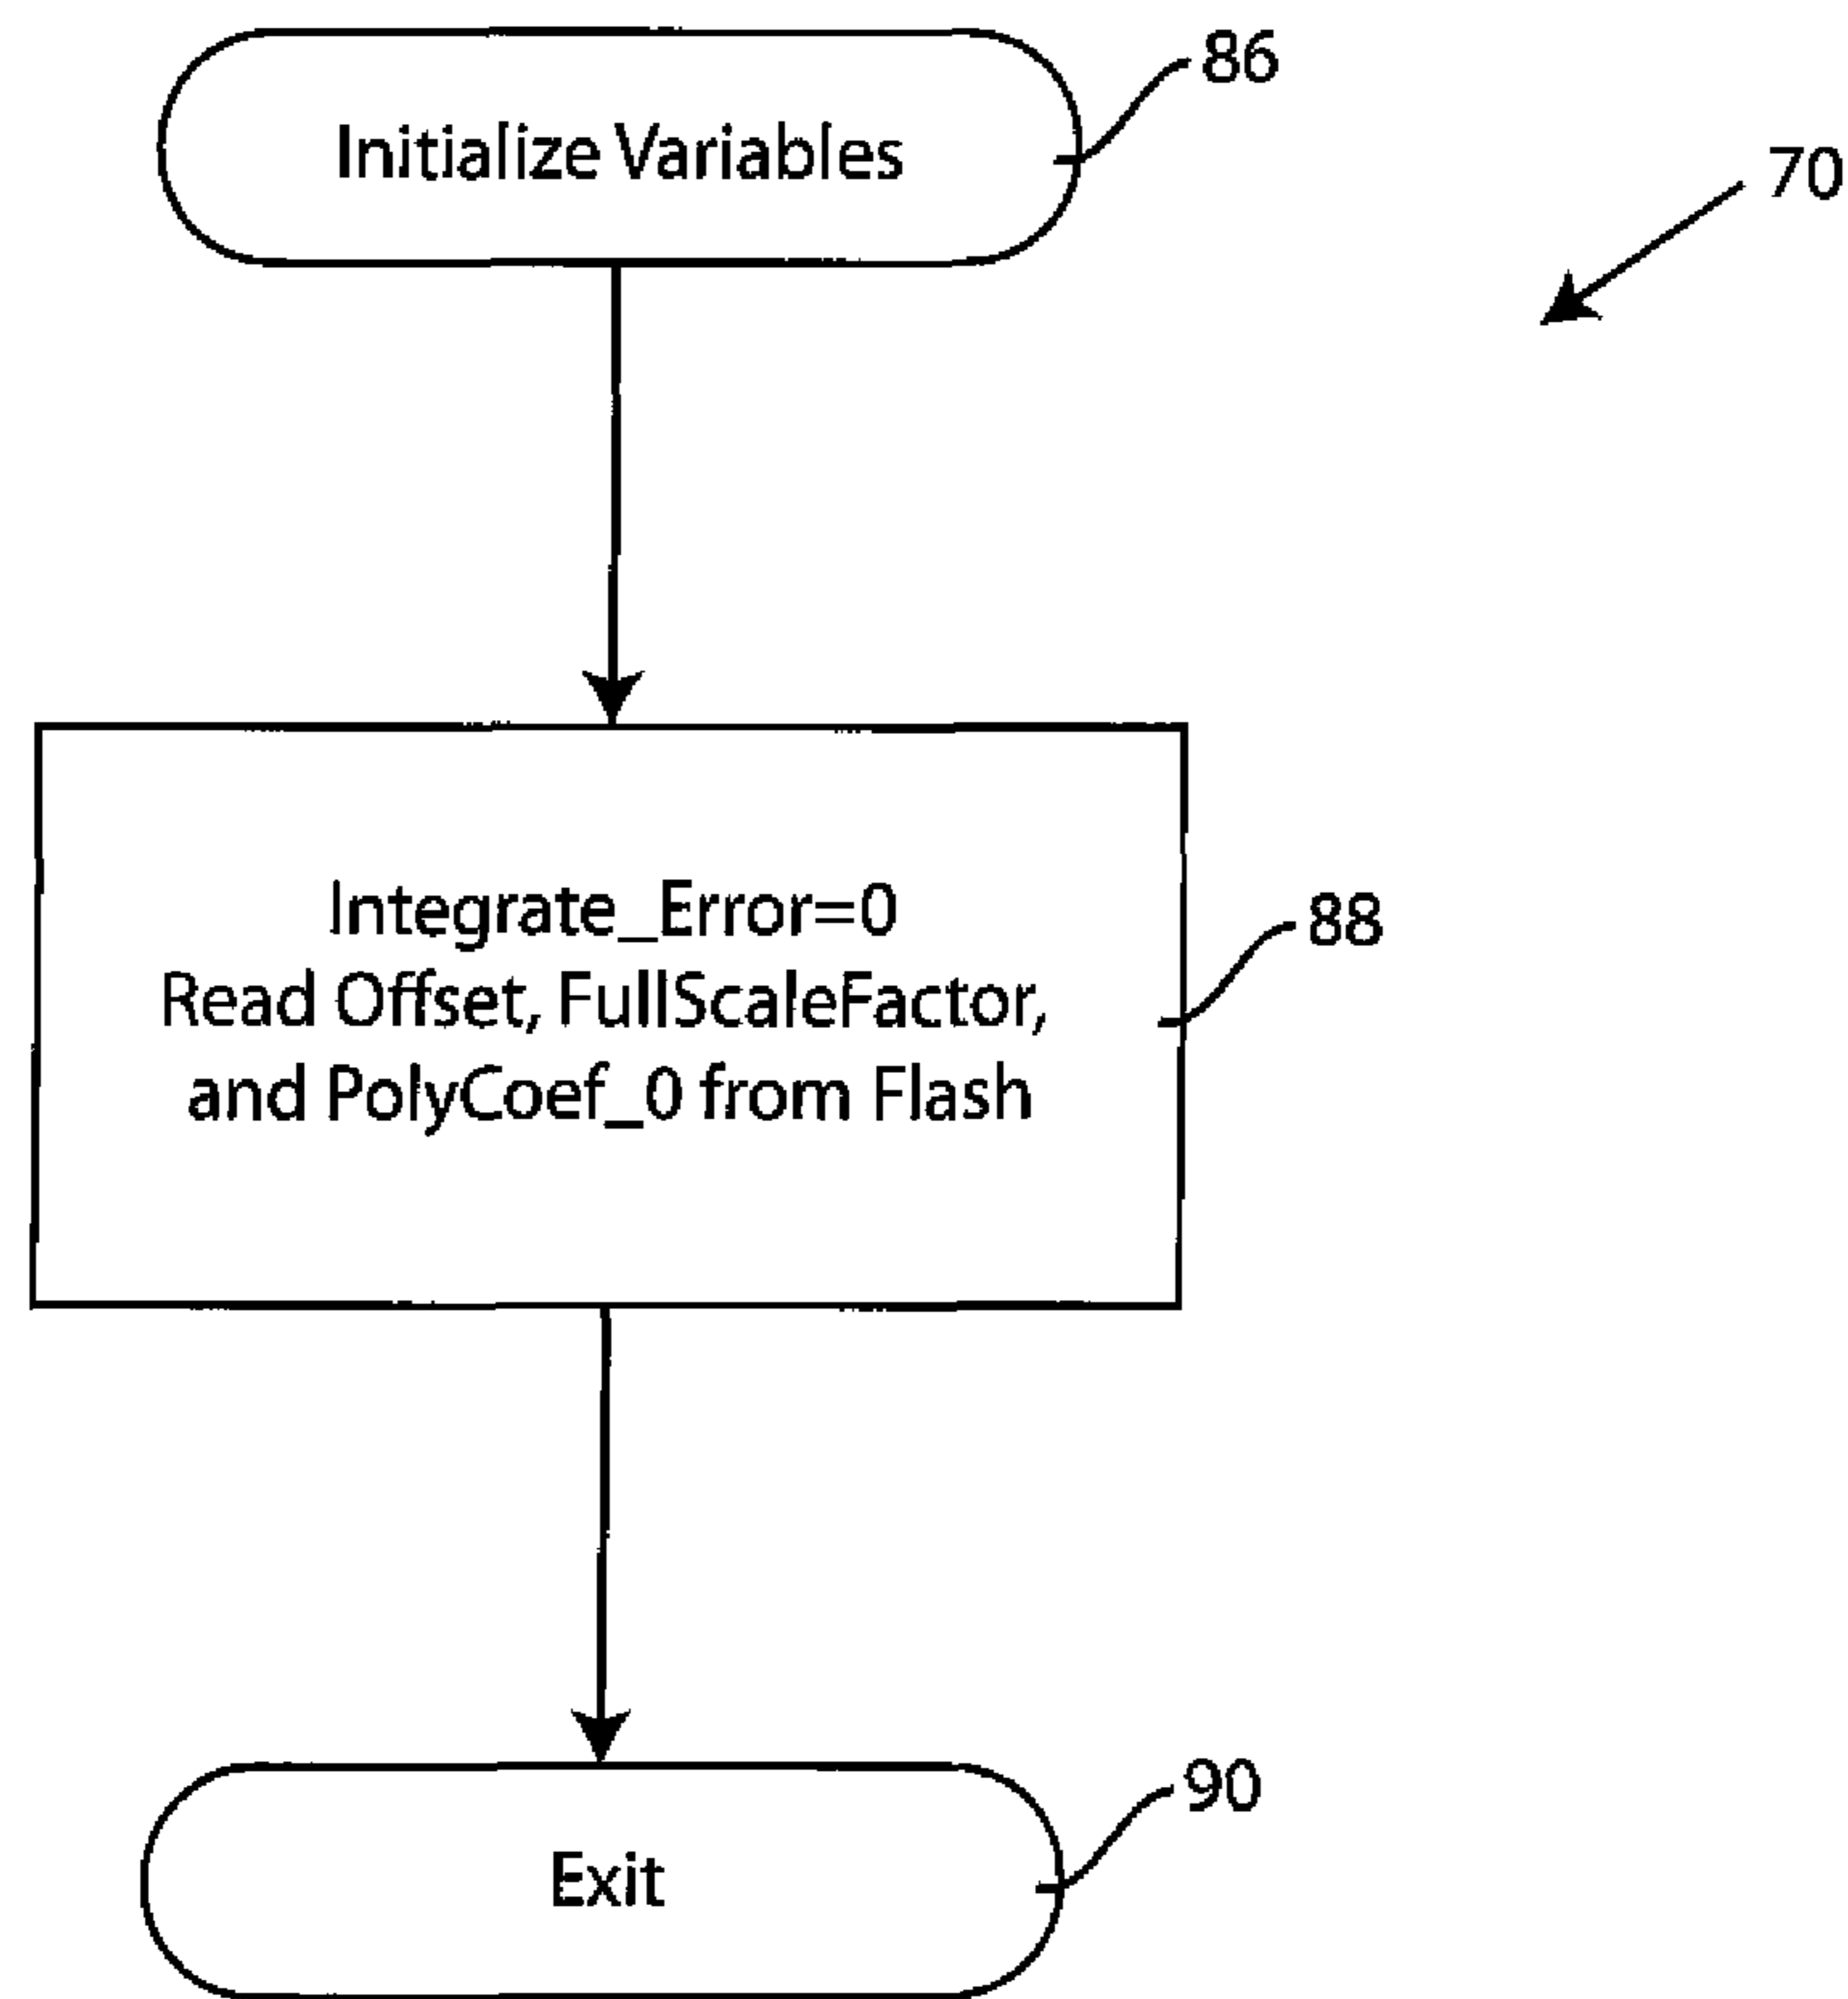 86
Initialize Variables
70
Integrate_Error=0
88
Read Offset, FullScaleFactor,
and PolyCoef_0 from Flash
90
Exit